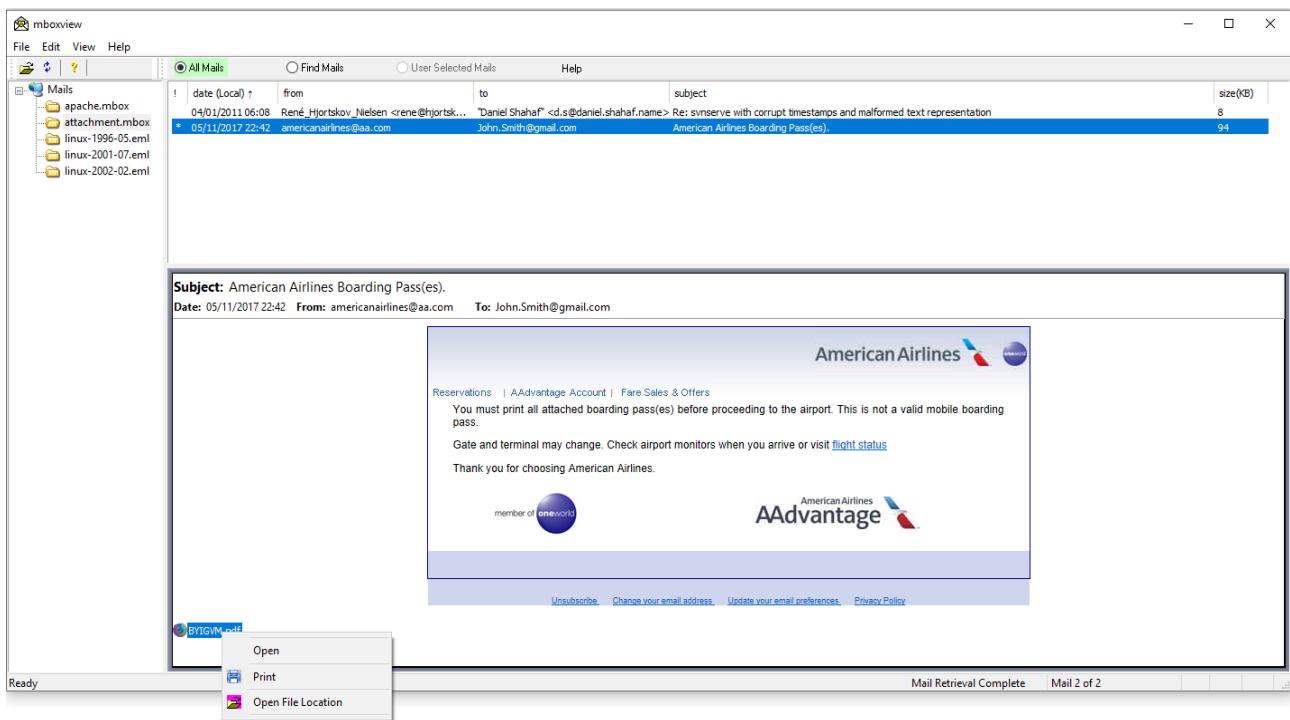 mboxview
File Edit View Help
All Mails Find Mails User Selected Mails Help
Mails
apache.mbox
attachment.mbox
linux-1996-05.eml
linux-2001-07.eml
linux-2002-02.eml
! date (Local) ↑ from to subject size(KB)
04/01/2011 06:08 René_Hjortskov_Nielsen <rene@hjortsk... "Daniel Shahaf" <d.s@daniel.shahaf.name> Re: svnserve with corrupt timestamps and malformed text representation 8
* 05/11/2017 22:42 americanairlines@aa.com John.Smith@gmail.com American Airlines Boarding Pass(es). 94
Subject: American Airlines Boarding Pass(es).
Date: 05/11/2017 22:42 From: americanairlines@aa.com To: John.Smith@gmail.com
American Airlines oneworld
Reservations | AAdvantage Account | Fare Sales & Offers
You must print all attached boarding pass(es) before proceeding to the airport. This is not a valid mobile boarding
pass.
Gate and terminal may change. Check airport monitors when you arrive or visit flight status
Thank you for choosing American Airlines.
member of oneworld
American Airlines
AAdvantage
Unsubscribe Change your email address Update your email preferences Privacy Policy
BYIGVM.pdf
Open
Print
Open File Location
Ready Mail Retrieval Complete Mail 2 of 2